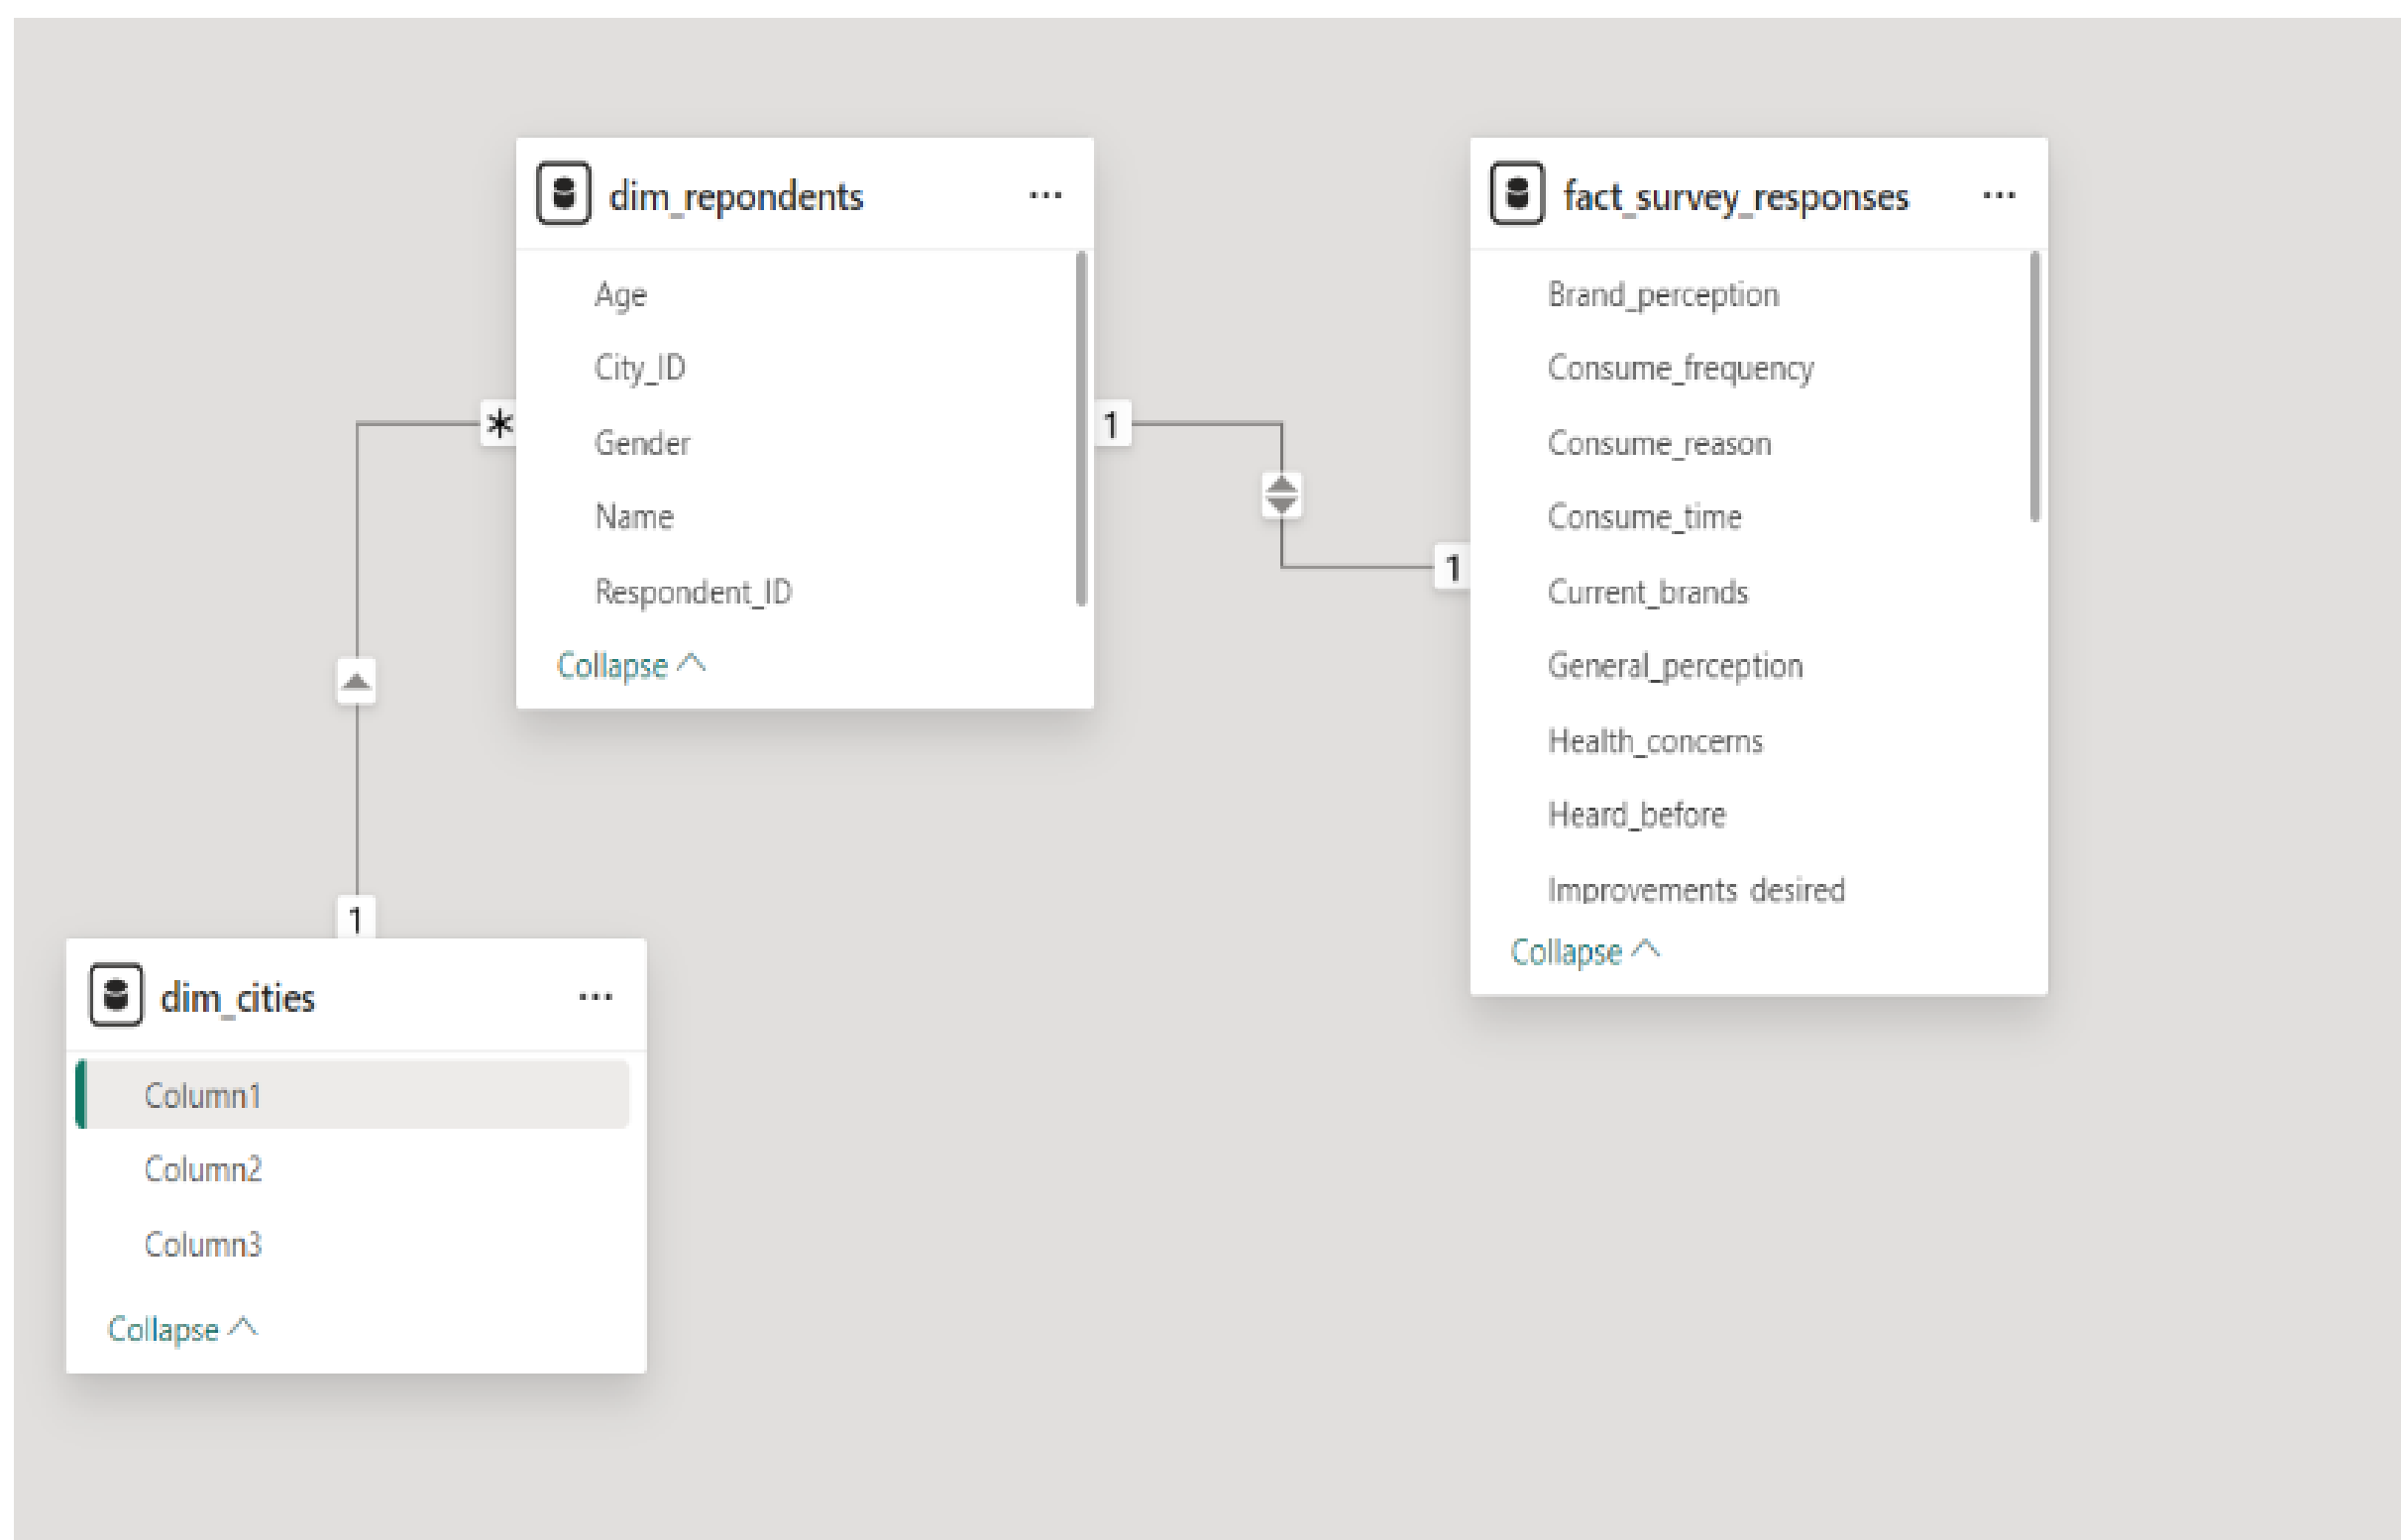 dim_repondents ...
Age
City_ID
Gender
Name
Respondent_ID
Collapse
*
1
1
fact_survey_responses ...
Brand_perception
Consume_frequency
Consume_reason
Consume_time
Current_brands
General_perception
Health_concerns
Heard_before
Improvements_desired
Collapse
1
dim_cities ...
Column1
Column2
Column3
Collapse